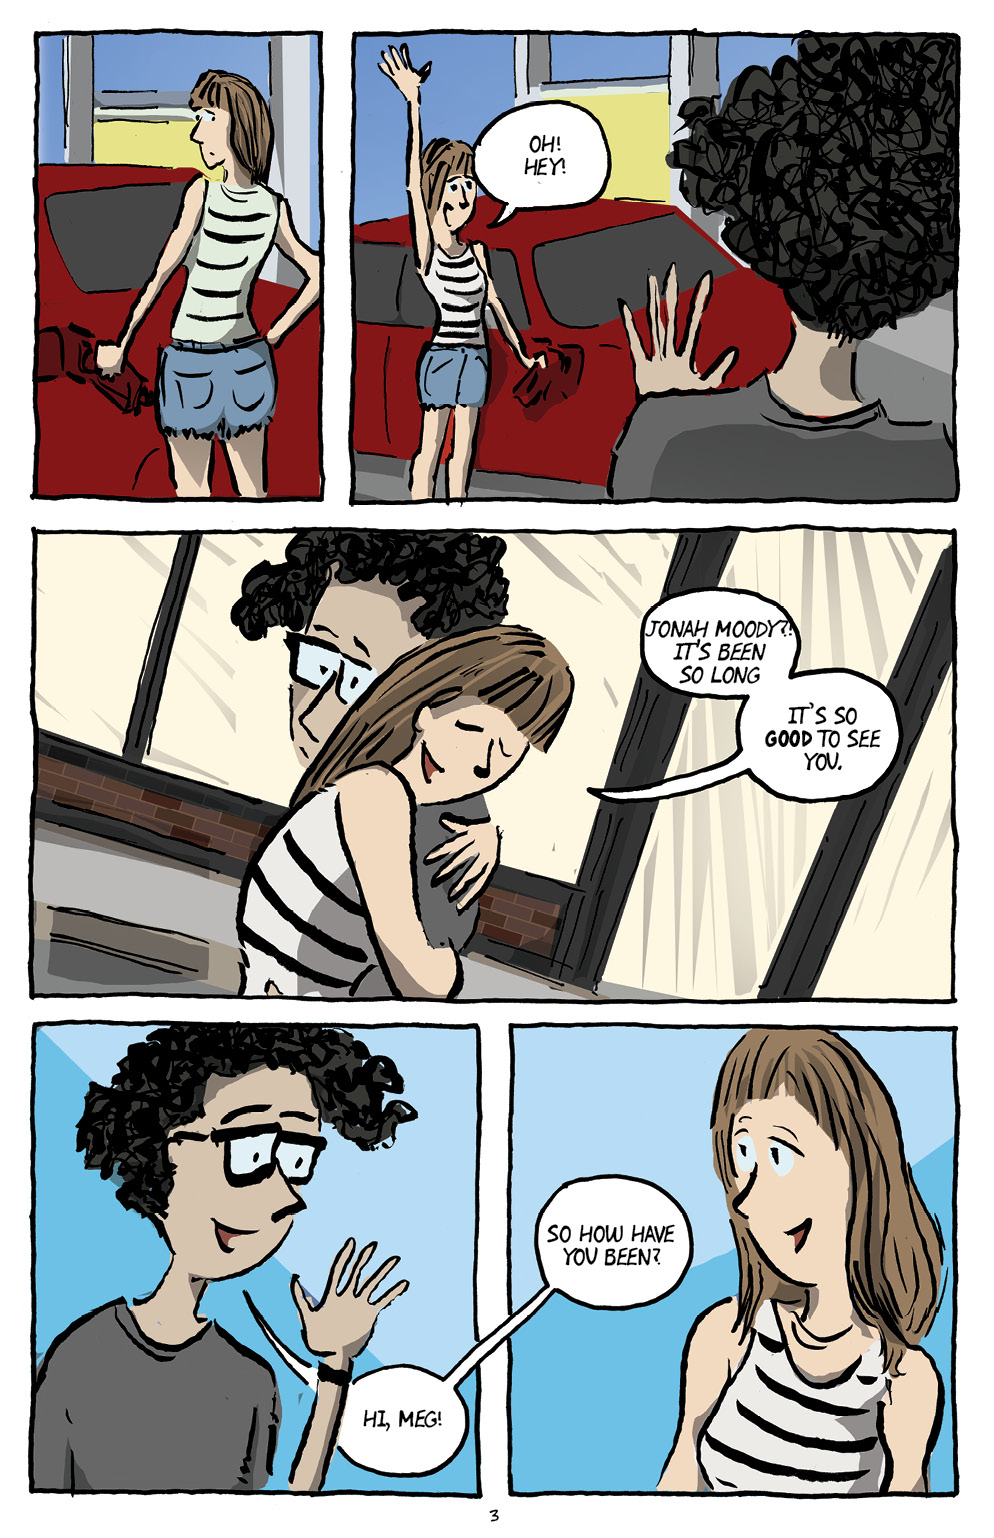 OH!
HEY!
JONAH MOODY?!
IT'S BEEN
SO LONG
IT'S SO
GOOD TO SEE
YOU.
HI, MEG!
SO HOW HAVE
YOU BEEN?
3